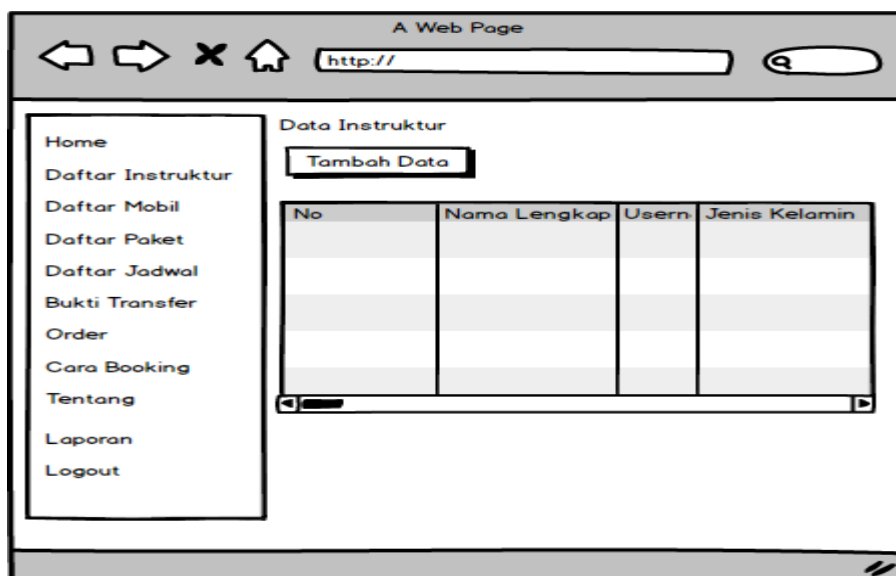 A Web Page
http://
Home
Daftar Instruktur
Daftar Mobil
Daftar Paket
Daftar Jadwal
Bukti Transfer
Order
Cara Booking
Tentang
Laporan
Logout
Data Instruktur
Tambah Data
No Nama Lengkap Usern Jenis Kelamin